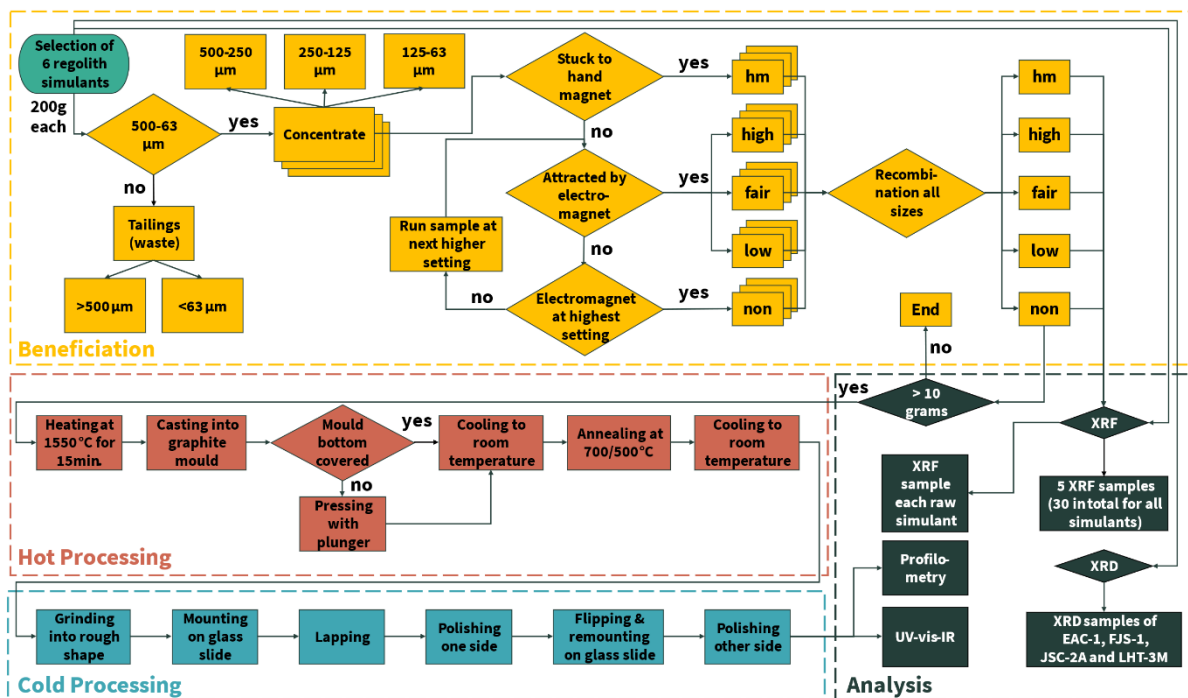 Selection of
6 regolith
simulants
200g
each
500-63
µm
yes
no
Tailings
(waste)
>500 µm
<63 µm
500-250
µm
250-125
µm
125-63
µm
Concentrate
Stuck to
hand
magnet
yes
no
Attracted by
electro-
magnet
yes
no
Run sample at
next higher
setting
no
Electromagnet
at highest
setting
yes
hm
high
fair
low
non
Recombi-
nation all
sizes
hm
high
fair
low
non
End
no
Beneficiation
yes
> 10
grams
Heating at
1550°C for
15min.
Casting into
graphite
mould
Mould
bottom
covered
yes
no
Pressing
with
plunger
Cooling to
room
temperature
Annealing at
700/500°C
Cooling to
room
temperature
Hot Processing
XRF
XRF
sample
each raw
simulant
5 XRF samples
(30 in total for all
simulants)
Profilo-
metry
XRD
UV-vis-IR
XRD samples of
EAC-1, FJS-1,
JSC-2A and LHT-3M
Analysis
Grinding
into rough
shape
Mounting
on glass
slide
Lapping
Polishing
one side
Flipping &
remounting
on glass slide
Polishing
other side
Cold Processing